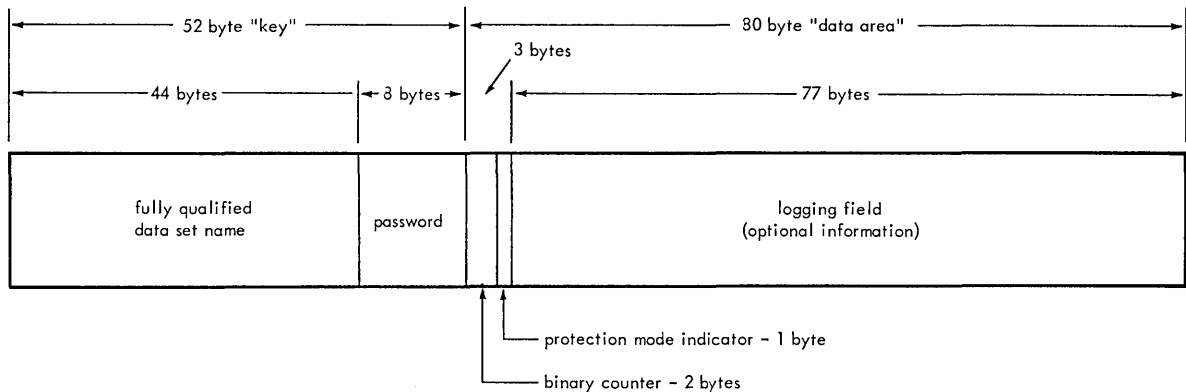 52 byte "key"
80 byte "data area"
3 bytes
44 bytes
8 bytes
77 bytes
fully qualified
data set name
password
logging field
(optional information)
protection mode indicator - 1 byte
binary counter - 2 bytes